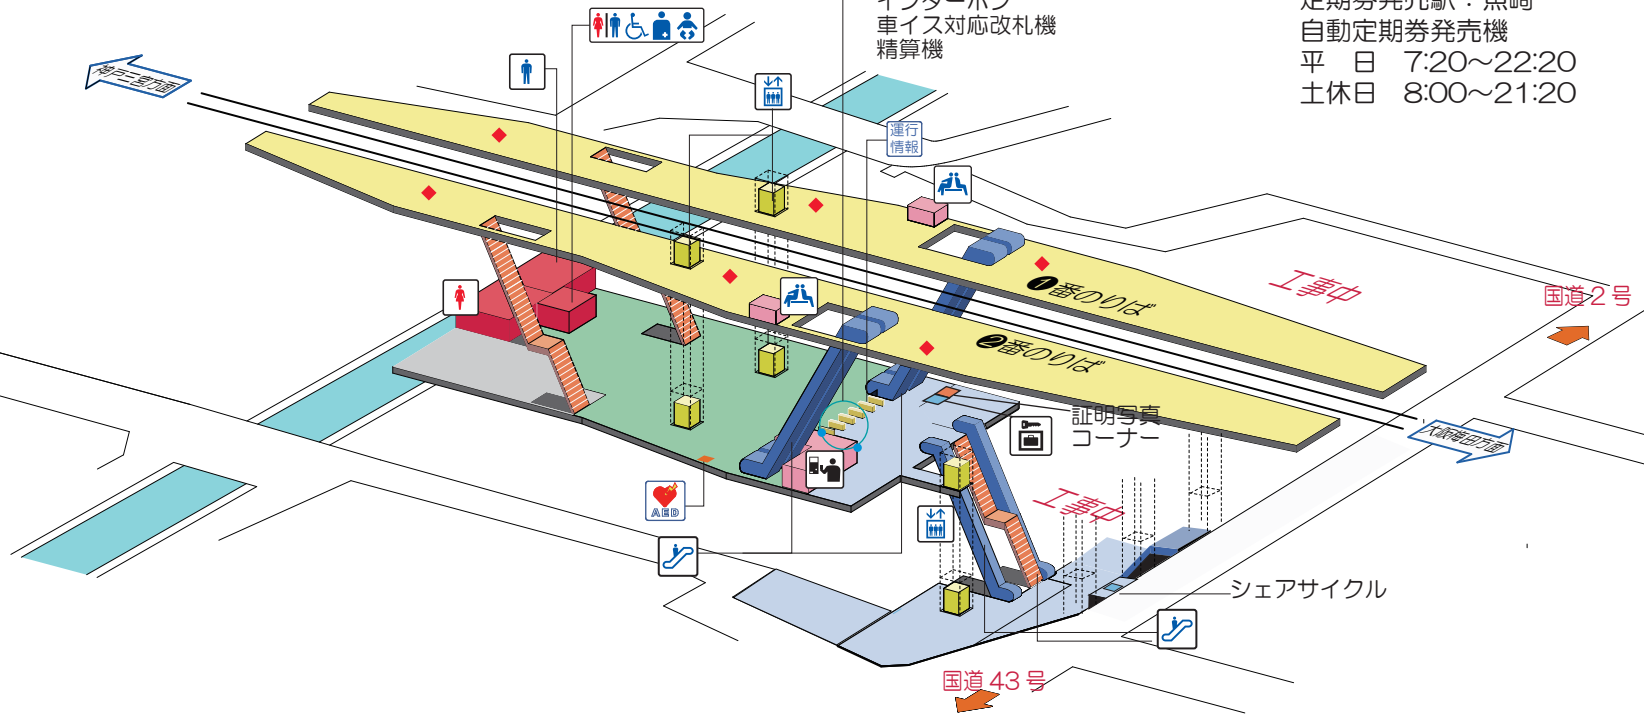 インターホン
車イス対応改札機
精算機
定期券発売駅：魚崎
自動定期券発売機
平　日　7:20〜22:20
土休日　8:00〜21:20
神戸三宮方面
運行
情報
❶番のりば
工事中
国道2号
❷番のりば
証明写真
コーナー
大阪梅田方面
AED
工事中
シェアサイクル
国道43号